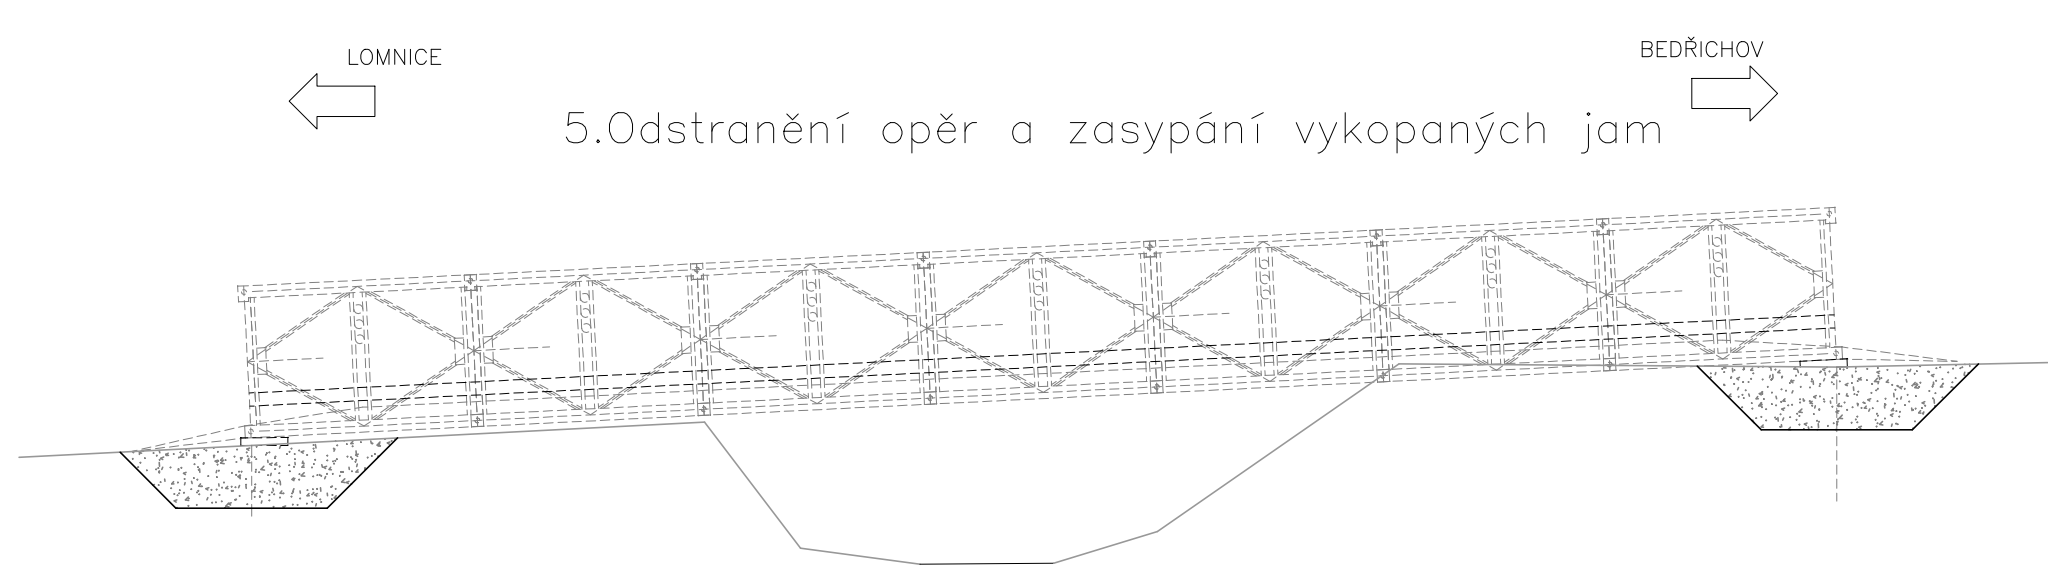 LOMNICE
BEDŘICHOV
5.Odstranění opěr a zasypání vykopaných jam